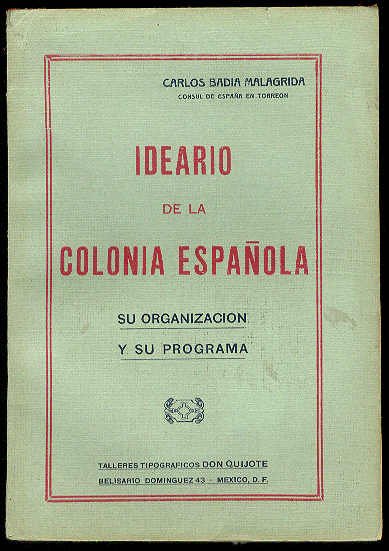 CARLOS BADIA MALAGRIDA
CONSUL DE ESPAÑA EN TORREON
IDEARIO
DE LA
COLONIA ESPAÑOLA
SU ORGANIZACION
Y SU PROGRAMA
TALLERES TIPOGRAFICOS DON QUIJOTE
BELISARIO DOMINGUEZ 43 - MEXICO, D. F.